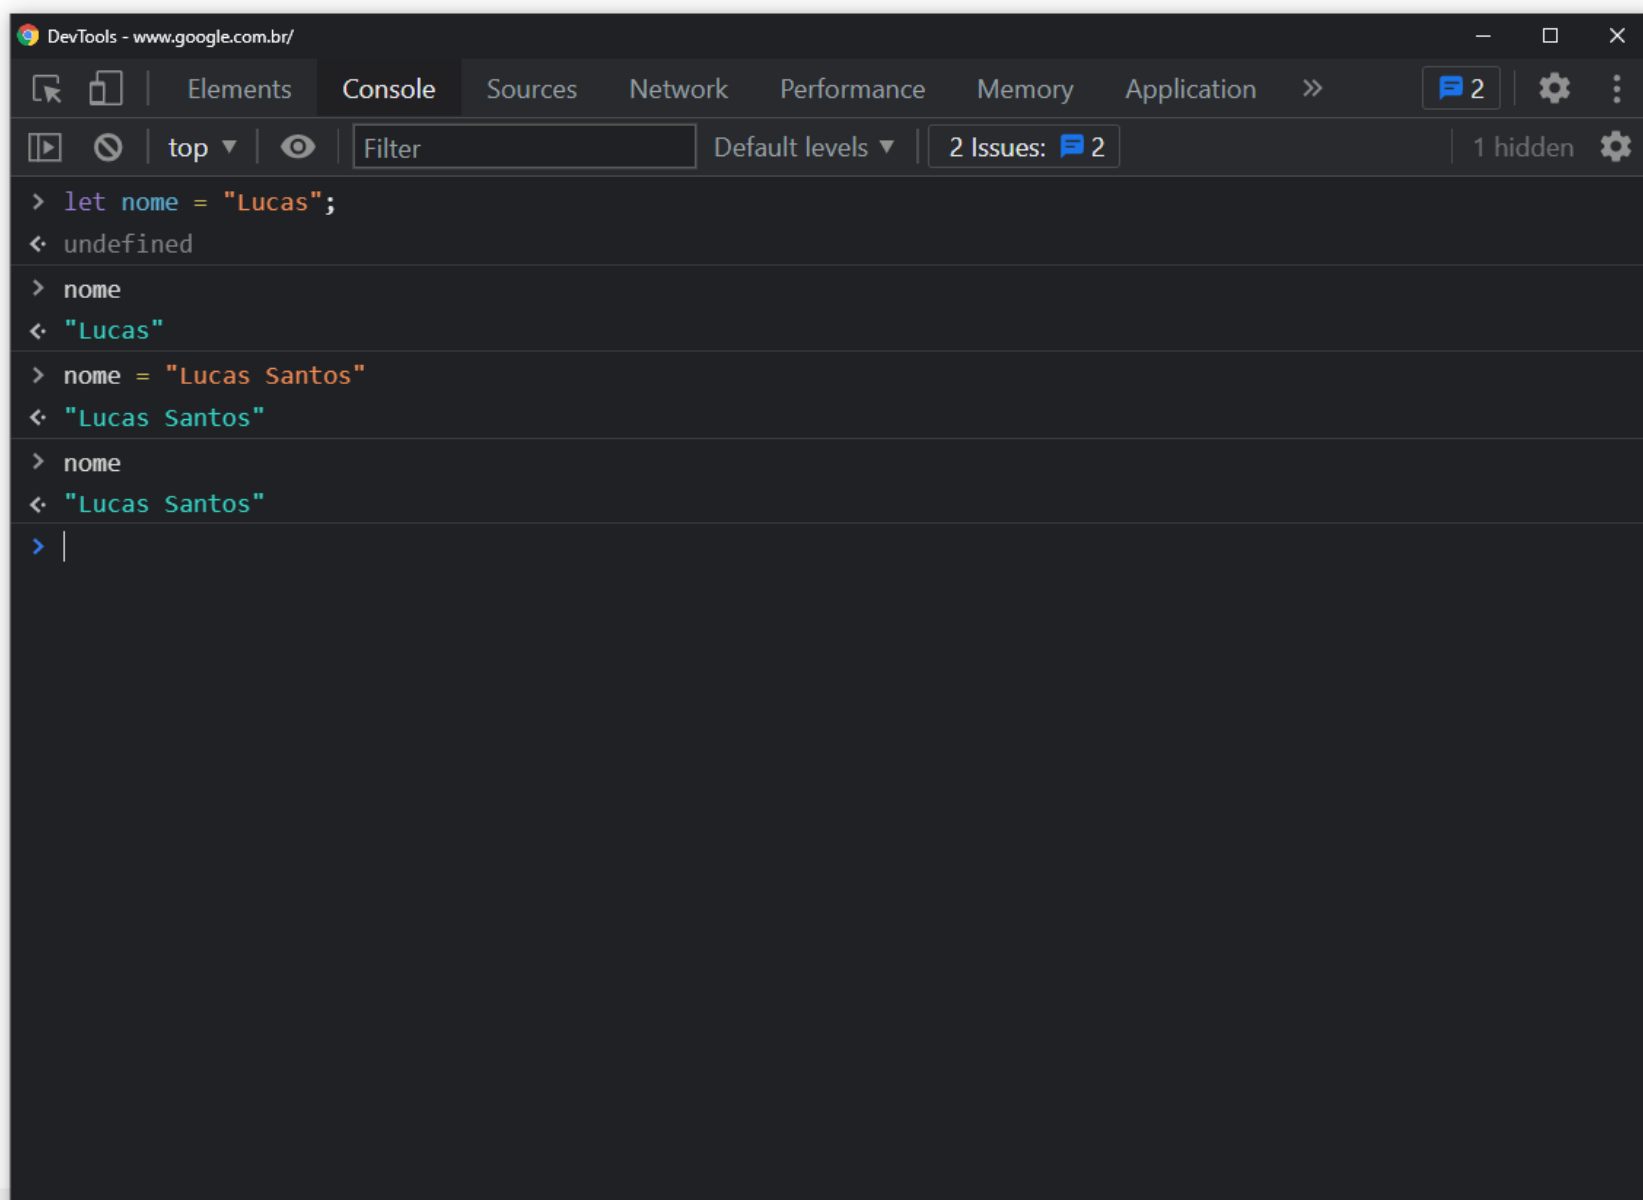 DevTools - www.google.com.br/
Elements Console Sources Network Performance Memory Application » 2
top ▼ Filter Default levels ▼ 2 Issues: 2 1 hidden
> let nome = "Lucas";
<· undefined
> nome
<· "Lucas"
> nome = "Lucas Santos"
<· "Lucas Santos"
> nome
<· "Lucas Santos"
>